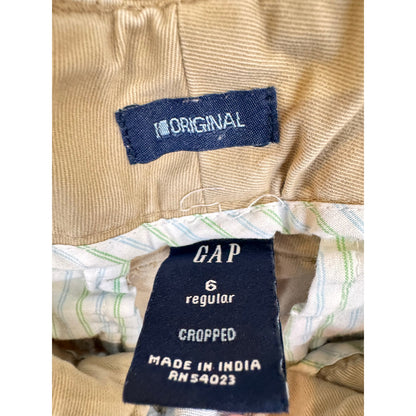 ORIGINAL
GAP
6
regular
CROPPED
MADE IN INDIA
RN54023